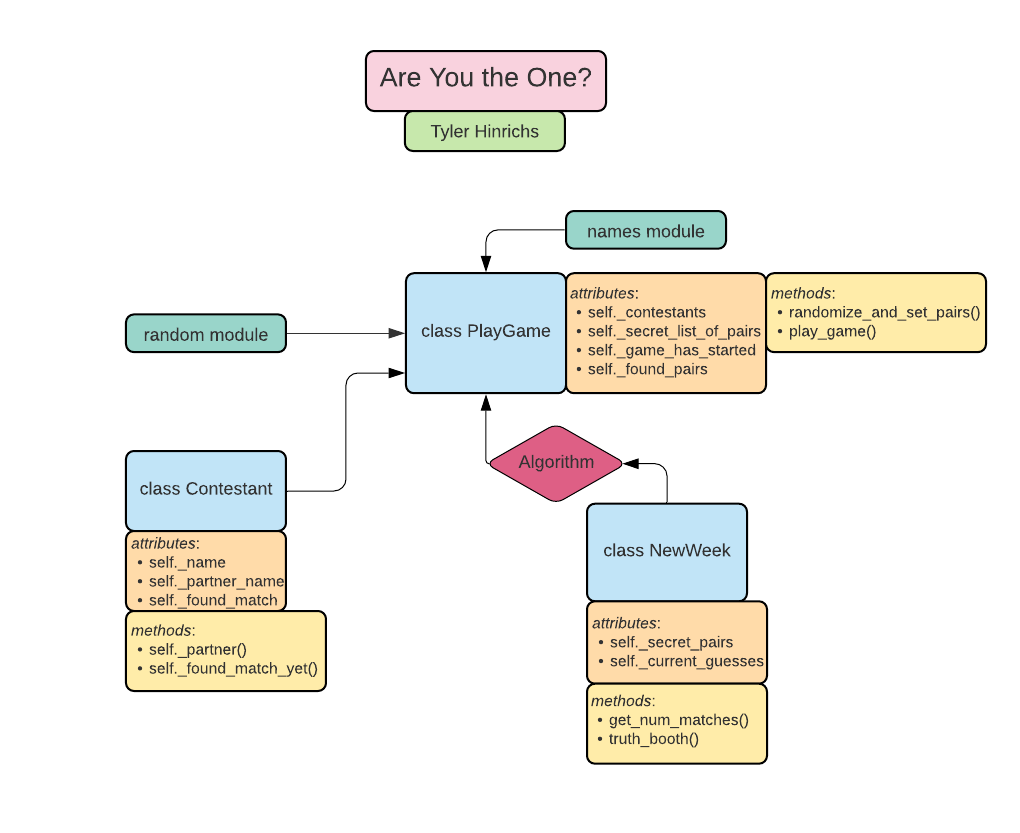 Are You the One?
Tyler Hinrichs
names module
class PlayGame
attributes:
• self._contestants
• self._secret_list_of_pairs
• self._game_has_started
• self._found_pairs
methods:
• randomize_and_set_pairs()
• play_game()
random module
Algorithm
class Contestant
attributes:
• self._name
• self._partner_name
• self._found_match
methods:
• self._partner()
• self._found_match_yet()
class NewWeek
attributes:
• self._secret_pairs
• self._current_guesses
methods:
• get_num_matches()
• truth_booth()